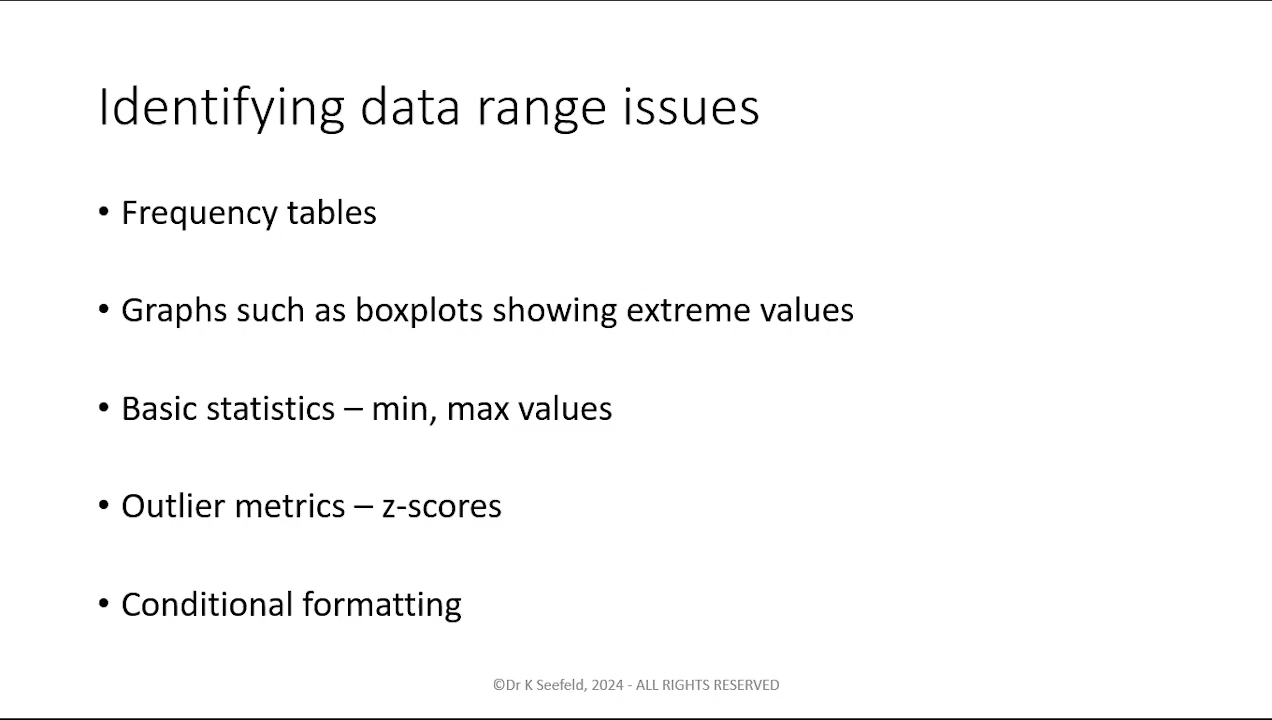 Identifying data range issues
• Frequency tables
• Graphs such as boxplots showing extreme values
• Basic statistics – min, max values
• Outlier metrics – z-scores
• Conditional formatting
©Dr K Seefeld, 2024 - ALL RIGHTS RESERVED